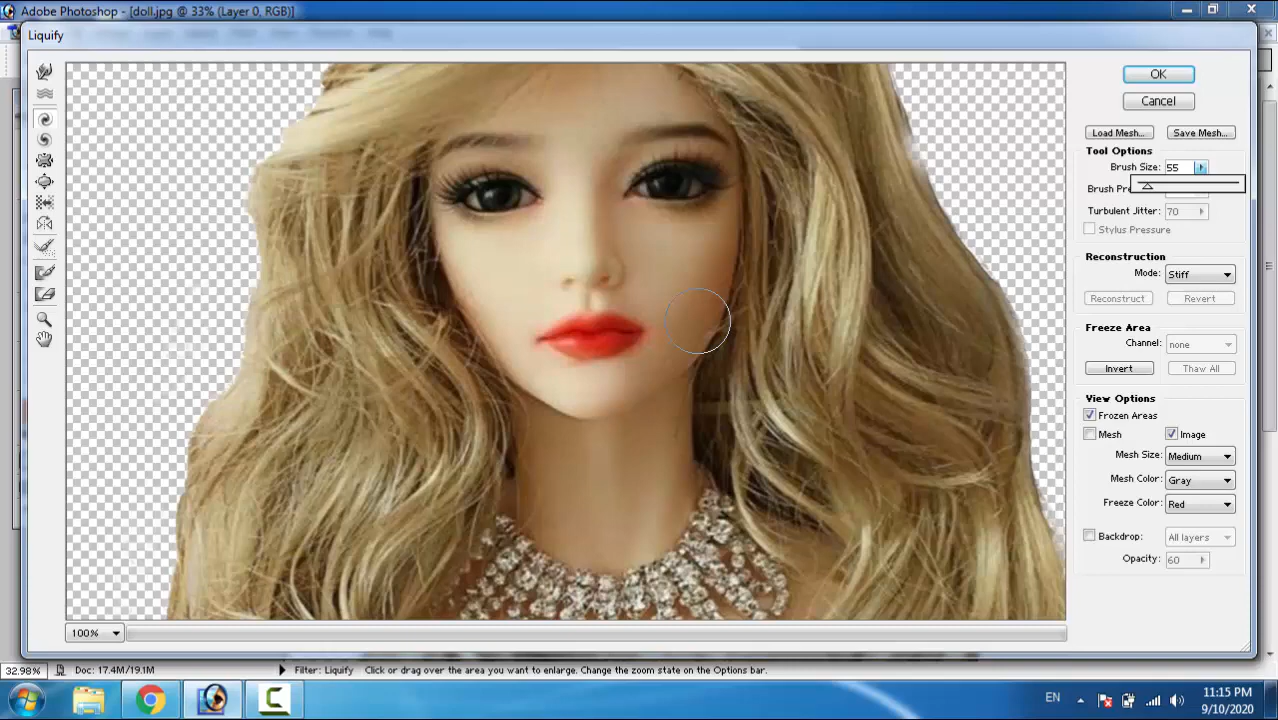 Adobe Photoshop - [doll.jpg @ 33% (Layer 0, RGB)]
Liquify
OK
Cancel
Load Mesh...
Save Mesh...
Tool Options
Brush Size: 55
Brush Pre
Turbulent Jitter: 70
Stylus Pressure
Reconstruction
Mode: Stiff
Reconstruct
Revert
Freeze Area
Channel: none
Invert
Thaw All
View Options
Frozen Areas
Mesh
Image
Mesh Size: Medium
Mesh Color: Gray
Freeze Color: Red
Backdrop: All layers
Opacity: 60
100%
32.98%
Doc: 17.4M/19.1M
Filter: Liquify
Click or drag over the area you want to enlarge. Change the zoom state on the Options bar.
EN
11:15 PM
9/10/2020